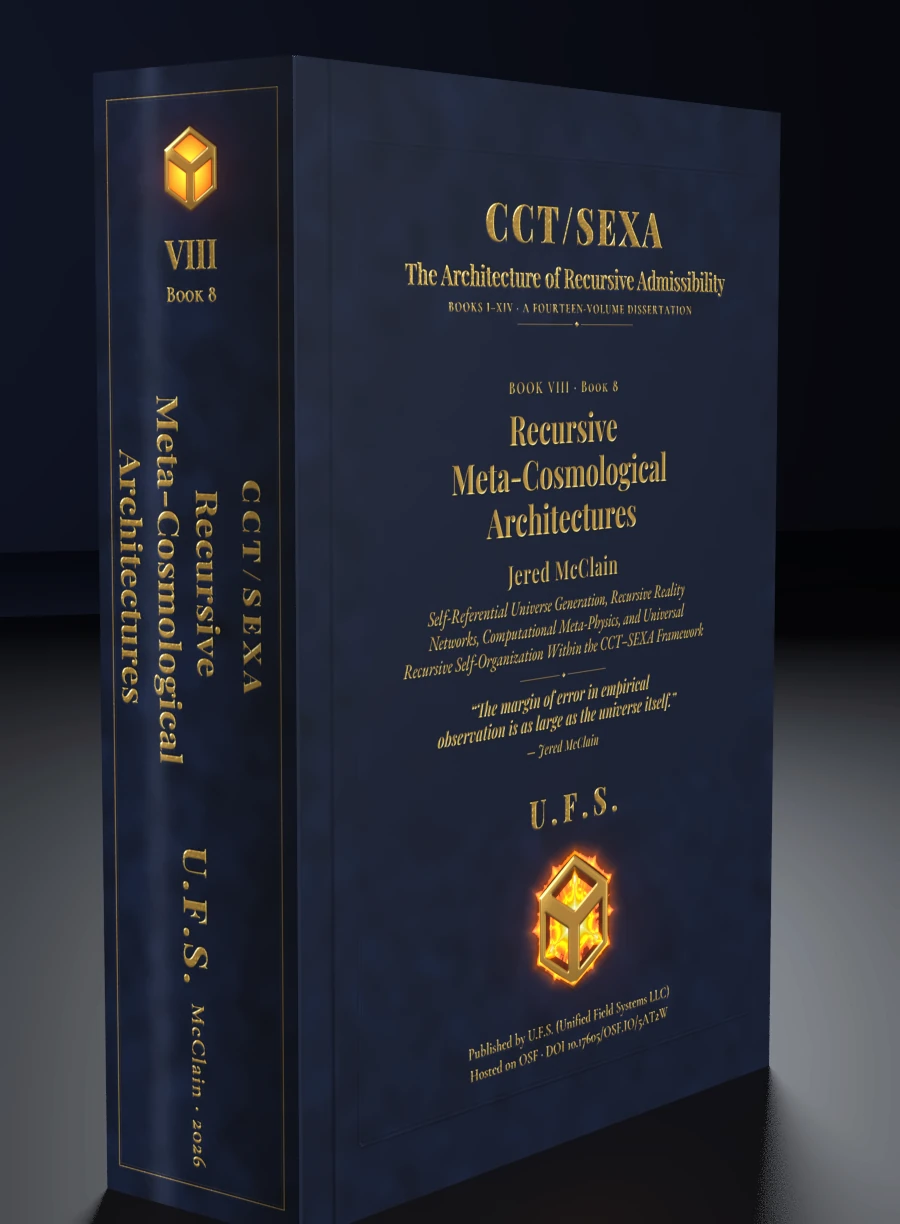 VIII
Book 8
CCT/SEXA
Recursive
Meta-Cosmological
Architectures
U.F.S.
McClain · 2026
CCT/SEXA
The Architecture of Recursive Admissibility
BOOKS I–XIV · A FOURTEEN-VOLUME DISSERTATION
BOOK VIII · Book 8
Recursive
Meta-Cosmological
Architectures
Jered McClain
Self-Referential Universe Generation, Recursive Reality
Networks, Computational Meta-Physics, and Universal
Recursive Self-Organization Within the CCT–SEXA Framework
“The margin of error in empirical
observation is as large as the universe itself.”
— Jered McClain
U.F.S.
Published by U.F.S. (Unified Field Systems LLC)
Hosted on OSF · DOI 10.17605/OSF.IO/5AT2W